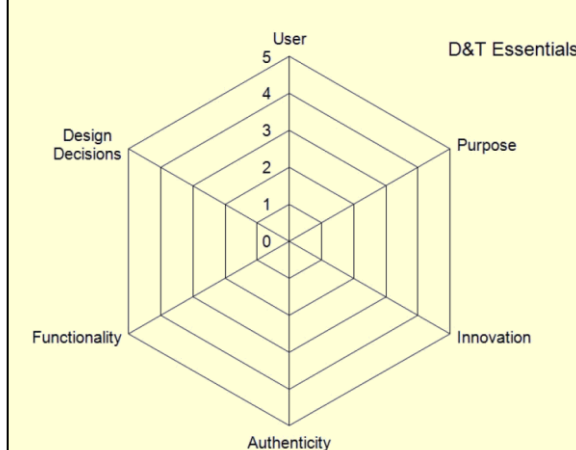 User
D&T Essentials
5
4
Design
Decisions
Purpose
3
2
1
0
Functionality
Innovation
Authenticity